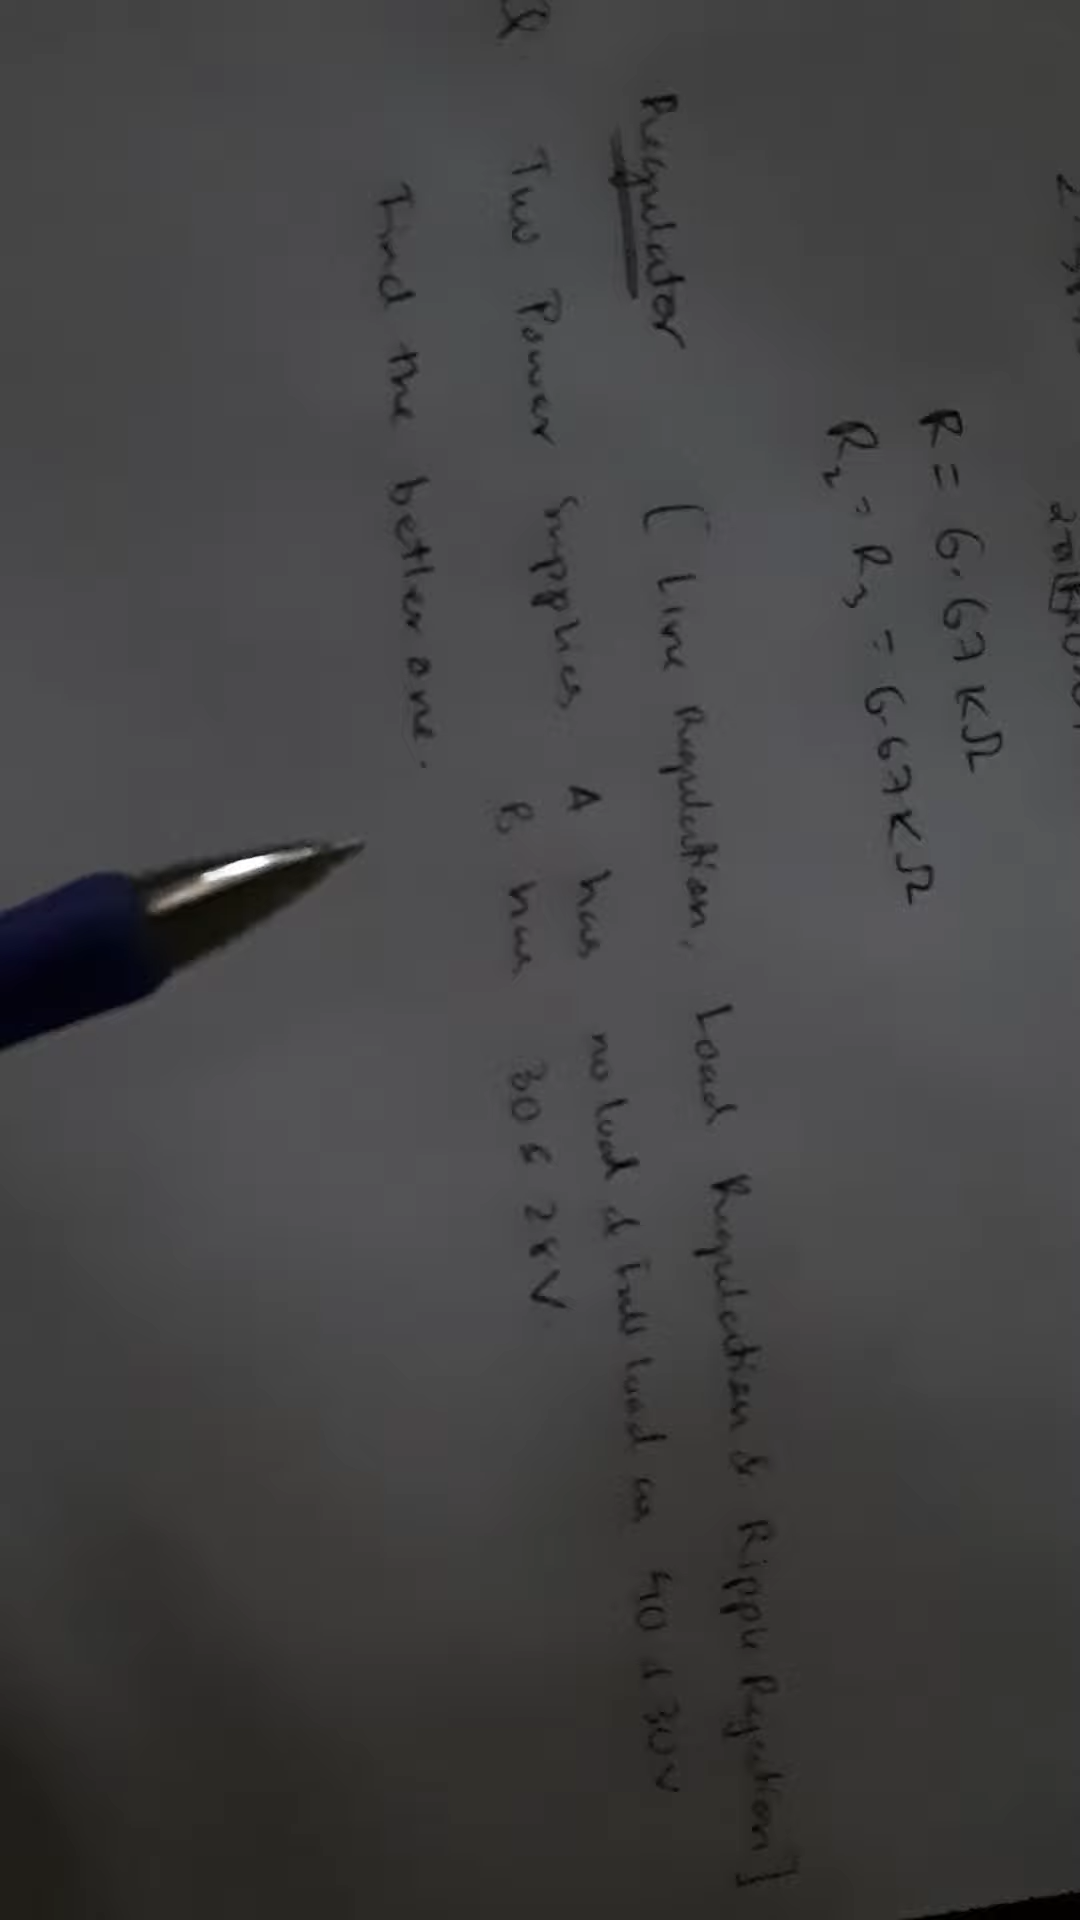 R = 6.67 KΩ
R2 = R3 = 6.67 KΩ
Regulator [Line Regulation, Load Regulation & Ripple Rejection]
Q Two Power Supplies A has no load & full load as 40 & 30V
B has 30 & 28V
Find the better one.